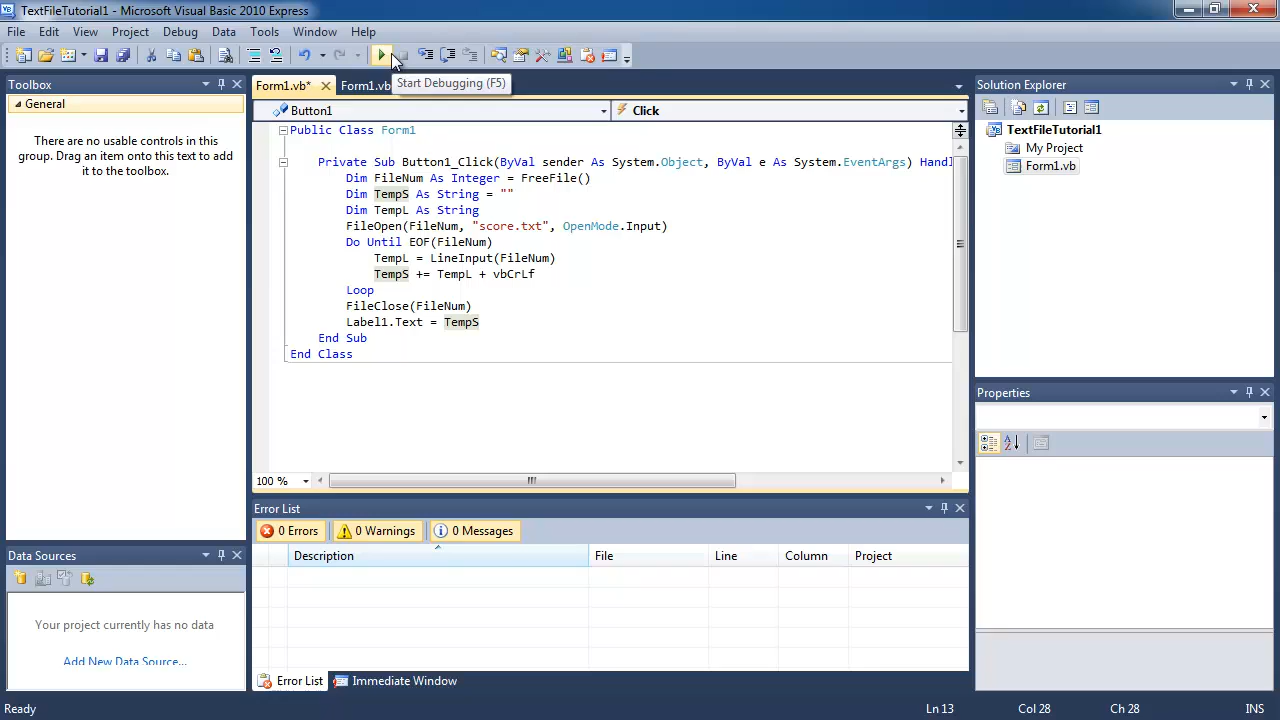 TextFileTutorial1 - Microsoft Visual Basic 2010 Express
File Edit View Project Debug Data Tools Window Help
Start Debugging (F5)
Toolbox
General
There are no usable controls in this
group. Drag an item onto this text to add
it to the toolbox.
Form1.vb* Form1.vb
Button1 Click
Public Class Form1
Private Sub Button1_Click(ByVal sender As System.Object, ByVal e As System.EventArgs)
Dim FileNum As Integer = FreeFile()
Dim TempS As String = ""
Dim TempL As String
FileOpen(FileNum, "score.txt", OpenMode.Input)
Do Until EOF(FileNum)
TempL = LineInput(FileNum)
TempS += TempL + vbCrLf
Loop
FileClose(FileNum)
Label1.Text = TempS
End Sub
End Class
100 %
Solution Explorer
TextFileTutorial1
My Project
Form1.vb
Properties
Error List
0 Errors 0 Warnings 0 Messages
Description File Line Column Project
Error List Immediate Window
Data Sources
Your project currently has no data
Add New Data Source...
Ready Ln 13 Col 28 Ch 28 INS